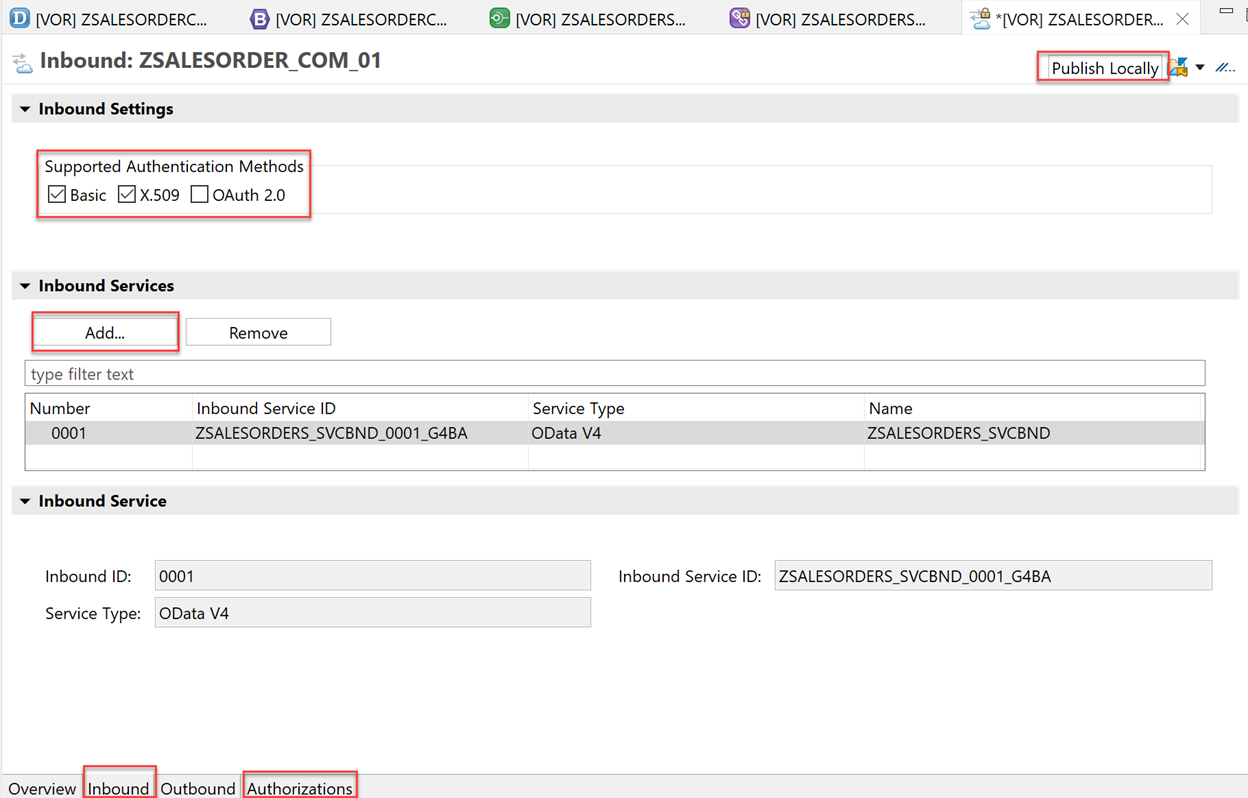 [VOR] ZSALESORDERC... [VOR] ZSALESORDERC... [VOR] ZSALESORDERS... [VOR] ZSALESORDERS... *[VOR] ZSALESORDER...
Inbound: ZSALESORDER_COM_01
Publish Locally
Inbound Settings
Supported Authentication Methods
Basic X.509 OAuth 2.0
Inbound Services
Add... Remove
type filter text
Number Inbound Service ID Service Type Name
0001 ZSALESORDERS_SVCBND_0001_G4BA OData V4 ZSALESORDERS_SVCBND
Inbound Service
Inbound ID: 0001 Inbound Service ID: ZSALESORDERS_SVCBND_0001_G4BA
Service Type: OData V4
Overview Inbound Outbound Authorizations